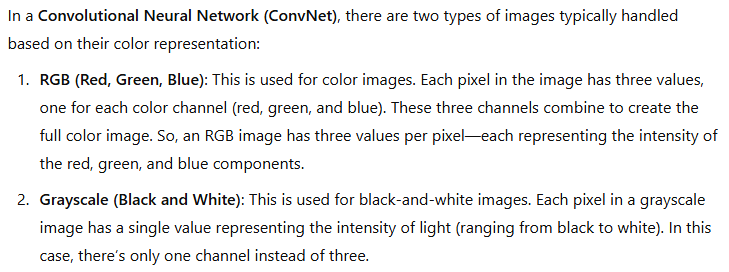 In a Convolutional Neural Network (ConvNet), there are two types of images typically handled
based on their color representation:
1. RGB (Red, Green, Blue): This is used for color images. Each pixel in the image has three values,
one for each color channel (red, green, and blue). These three channels combine to create the
full color image. So, an RGB image has three values per pixel—each representing the intensity of
the red, green, and blue components.
2. Grayscale (Black and White): This is used for black-and-white images. Each pixel in a grayscale
image has a single value representing the intensity of light (ranging from black to white). In this
case, there's only one channel instead of three.